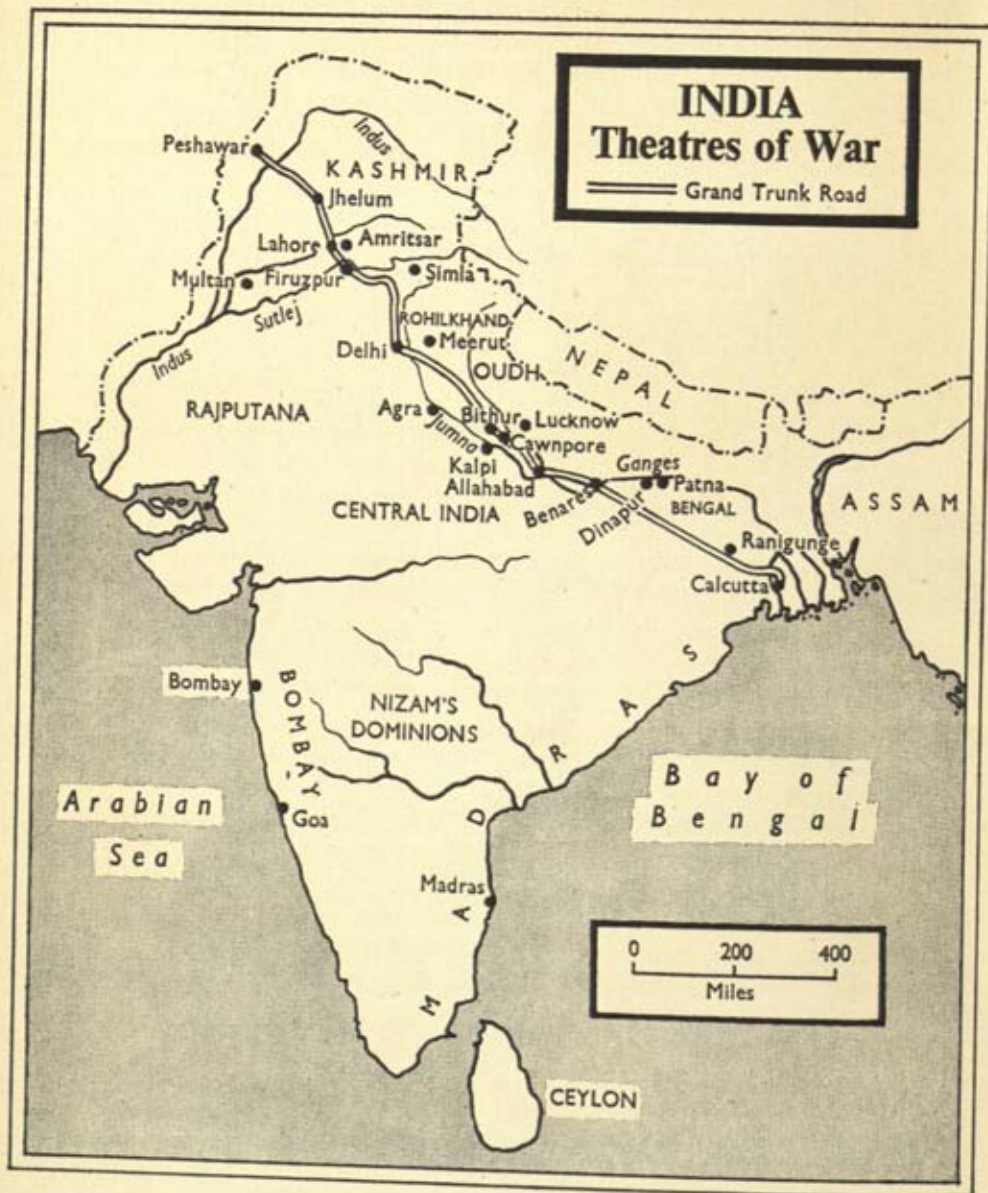 INDIA
Theatres of War
Grand Trunk Road
Indus
Peshawar
KASHMIR
Jhelum
Lahore
Amritsar
Multan
Firuzpur
Simla
Sutlej
ROHILKHAND
Meerut
Indus
Delhi
OUDH
NEPAL
RAJPUTANA
Agra
Jumna
Bithur
Lucknow
Cawnpore
Kalpi
Allahabad
Ganges
Patna
Benares
Dinapur
BENGAL
ASSAM
CENTRAL INDIA
Ranigunge
Calcutta
Bombay
BOMBAY
NIZAM'S
DOMINIONS
MADRAS
Arabian
Sea
Goa
Bay of
Bengal
Madras
0 200 400
Miles
CEYLON